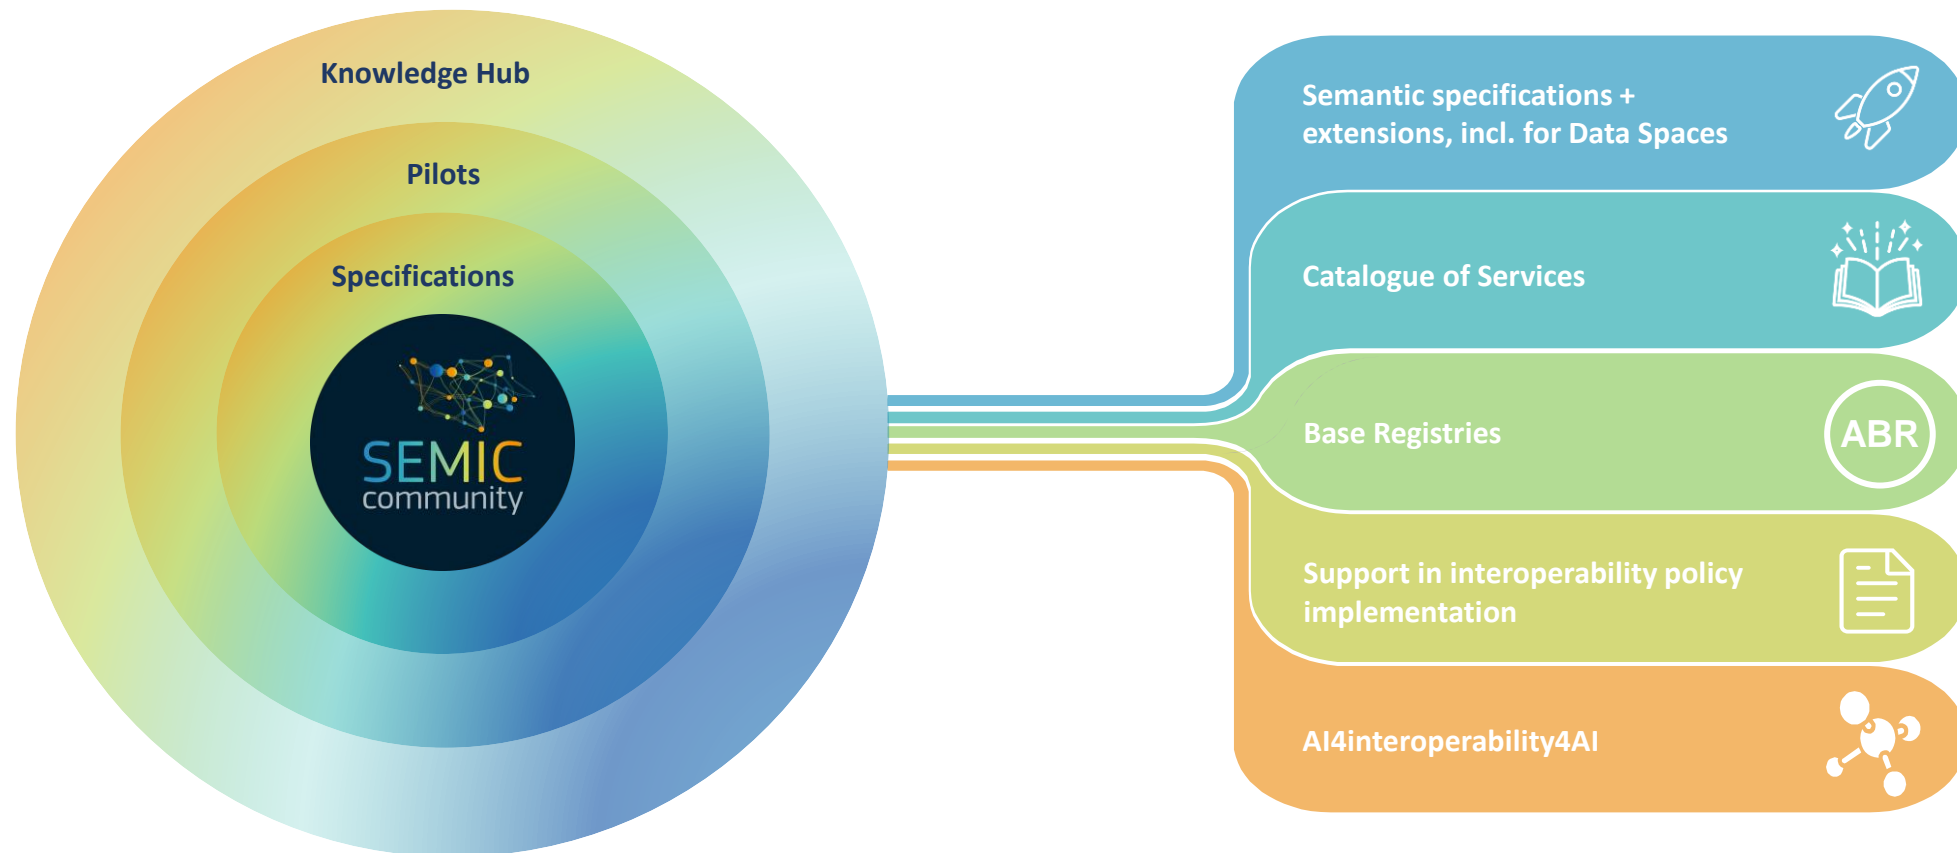 Knowledge Hub
Pilots
Specifications
SEMIC
community
Semantic specifications +
extensions, incl. for Data Spaces
Catalogue of Services
Base Registries
ABR
Support in interoperability policy
implementation
AI4interoperability4AI